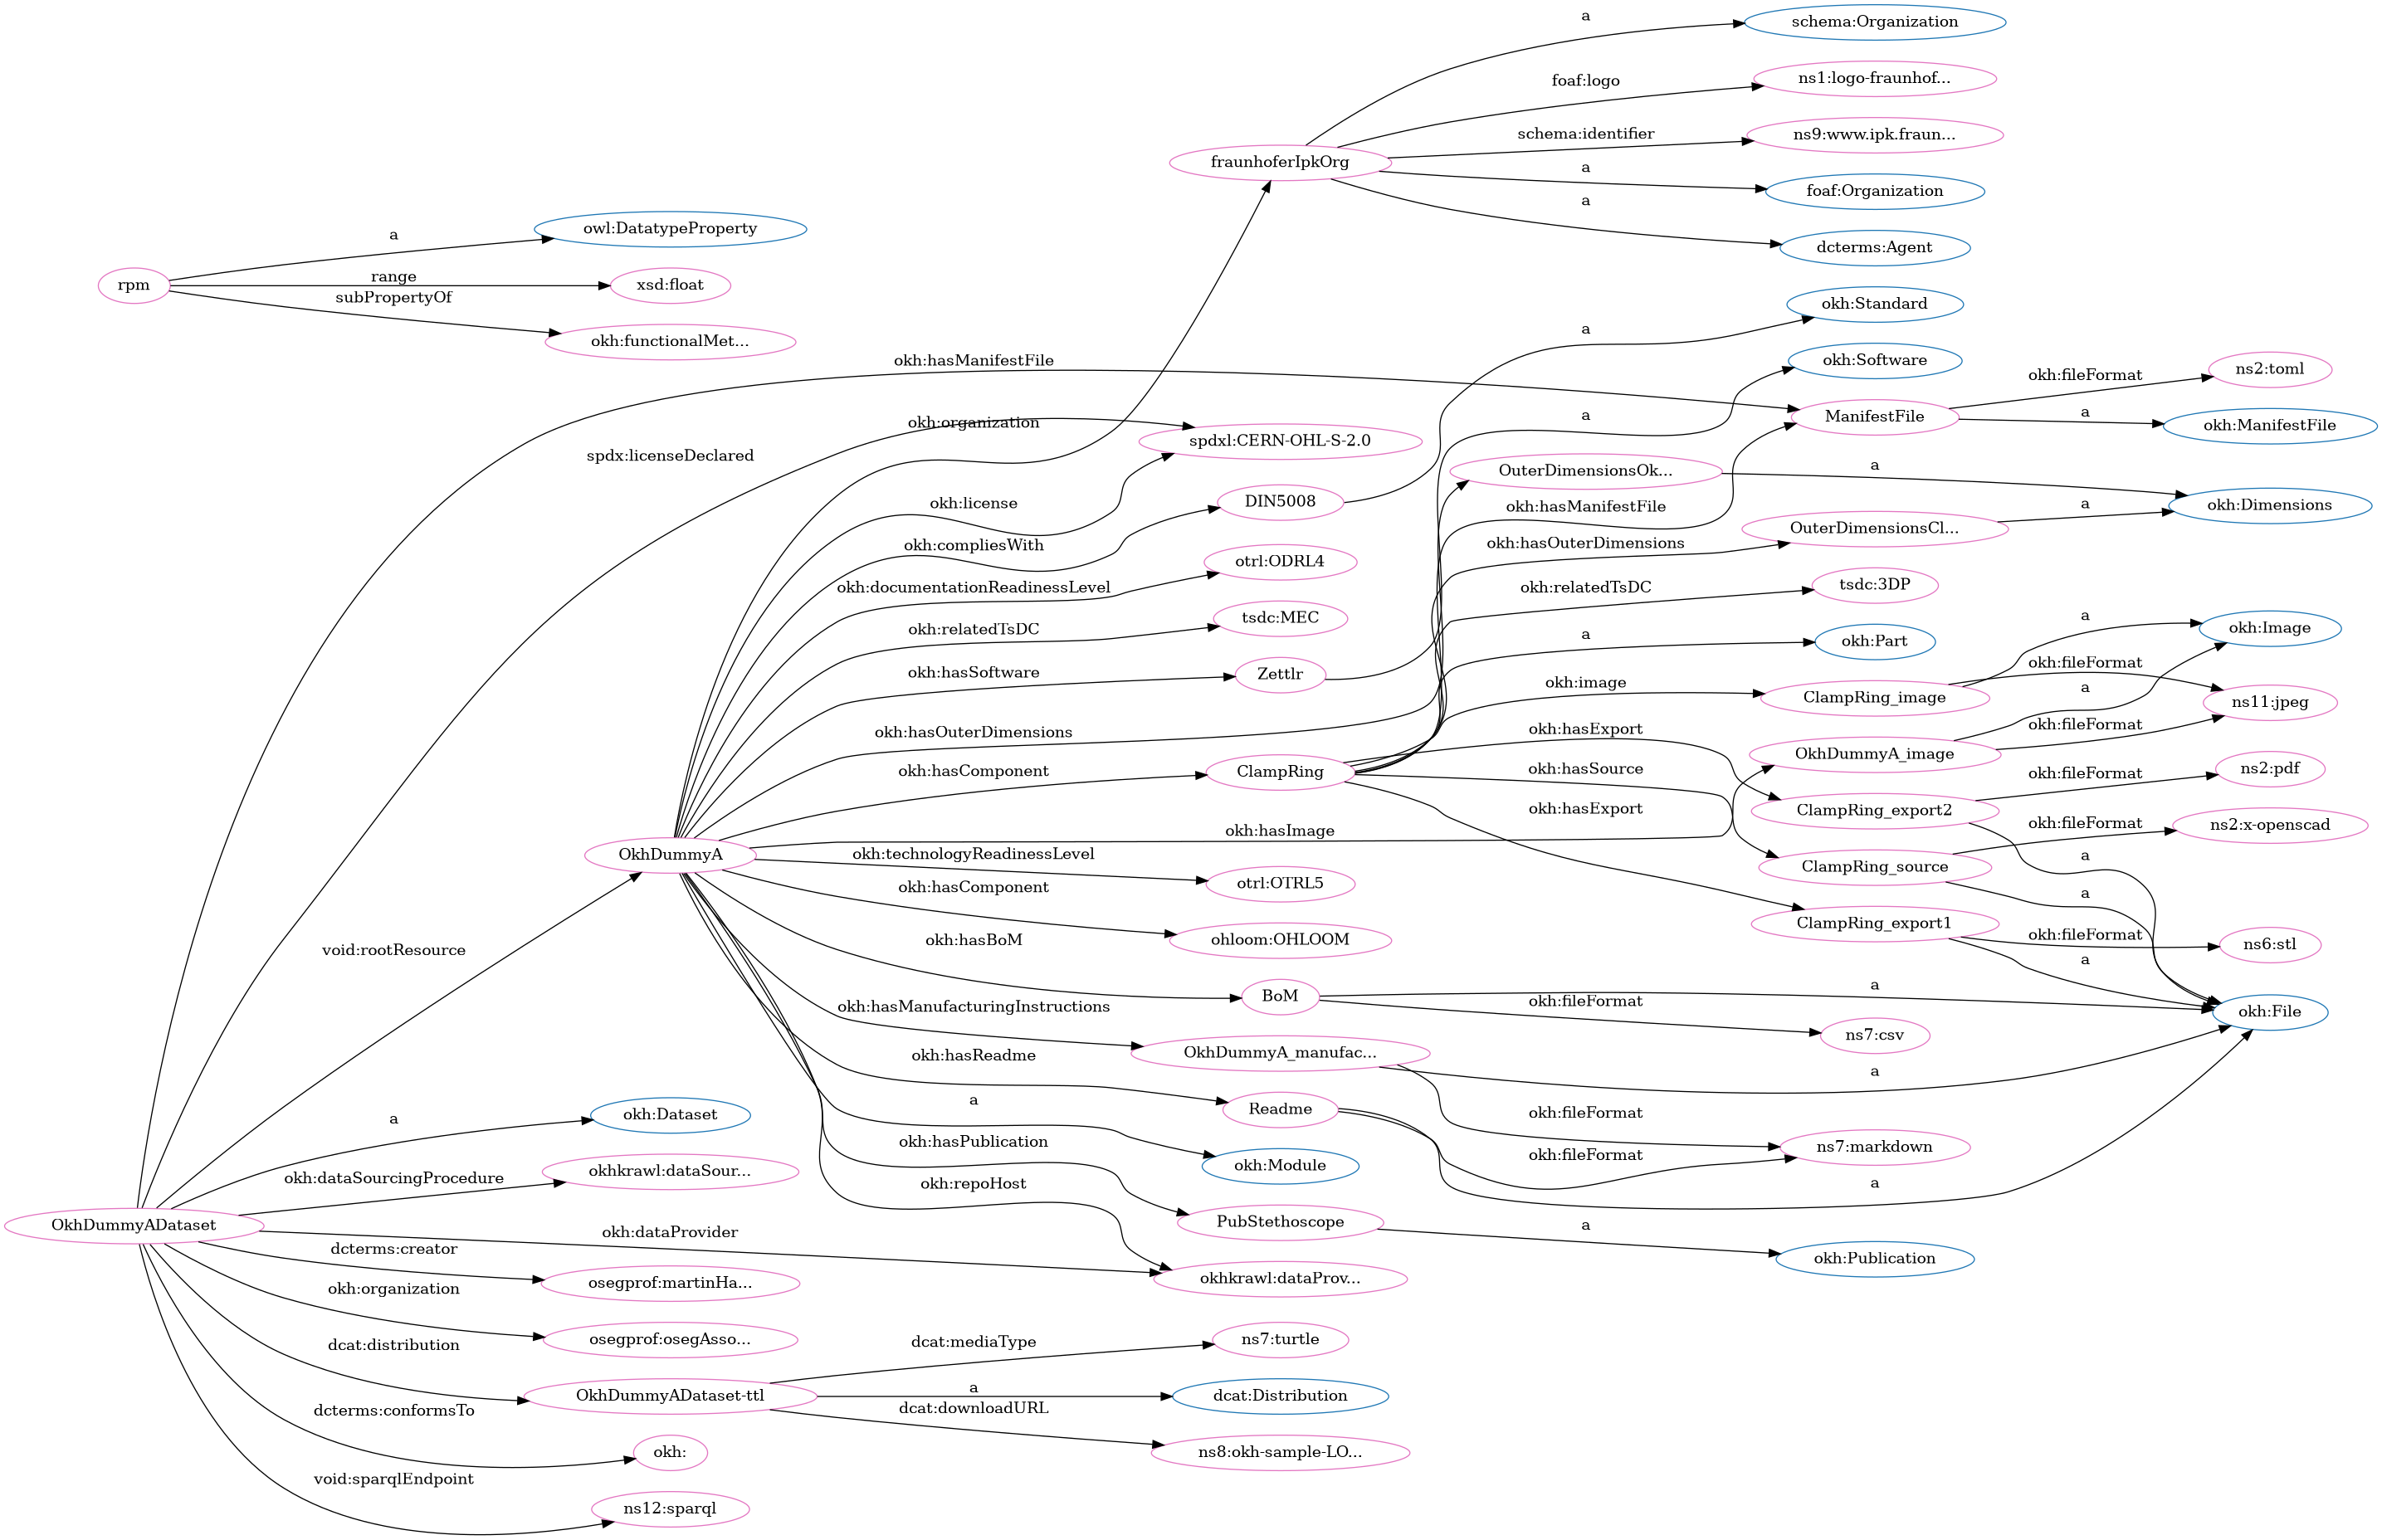 a
schema:Organization
foaf:logo
ns1:logo-fraunhof...
schema:identifier
ns9:www.ipk.fraun...
fraunhoferIpkOrg
a
foaf:Organization
a
dcterms:Agent
a
owl:DatatypeProperty
rpm
range
xsd:float
subPropertyOf
okh:functionalMet...
okh:Standard
a
okh:hasManifestFile
okh:Software
ns2:toml
okh:fileFormat
a
ManifestFile
okh:organization
a
okh:ManifestFile
spdxl:CERN-OHL-S-2.0
spdx:licenseDeclared
OuterDimensionsOk...
a
okh:license
DIN5008
okh:hasManifestFile
okh:Dimensions
a
OuterDimensionsCl...
okh:compliesWith
okh:hasOuterDimensions
otrl:ODRL4
okh:documentationReadinessLevel
okh:relatedTsDC
tsdc:3DP
tsdc:MEC
okh:relatedTsDC
a
okh:Part
a
okh:Image
okh:hasSoftware
Zettlr
okh:image
okh:fileFormat
ClampRing_image
a
ns11:jpeg
okh:hasOuterDimensions
okh:hasExport
okh:fileFormat
OkhDummyA_image
okh:hasComponent
ClampRing
okh:hasSource
okh:fileFormat
ns2:pdf
okh:hasExport
ClampRing_export2
okh:fileFormat
ns2:x-openscad
okh:hasImage
OkhDummyA
okh:technologyReadinessLevel
a
ClampRing_source
otrl:OTRL5
okh:hasComponent
a
ClampRing_export1
okh:hasBoM
ohloom:OHLOOM
okh:fileFormat
ns6:stl
void:rootResource
a
a
BoM
okh:fileFormat
okh:hasManufacturingInstructions
okh:File
ns7:csv
okh:hasReadme
OkhDummyA_manufac...
a
a
Readme
okh:fileFormat
a
okh:Dataset
okh:hasPublication
ns7:markdown
okh:fileFormat
okh:Module
okhkrawl:dataSour...
okh:dataSourcingProcedure
okh:repoHost
a
OkhDummyADataset
PubStethoscope
a
okh:dataProvider
okh:Publication
dcterms:creator
osegprof:martinHa...
okhkrawl:dataProv...
okh:organization
osegprof:osegAsso...
dcat:distribution
dcat:mediaType
ns7:turtle
OkhDummyADataset-ttl
a
dcat:Distribution
dcterms:conformsTo
dcat:downloadURL
okh:
ns8:okh-sample-LO...
void:sparqlEndpoint
ns12:sparql